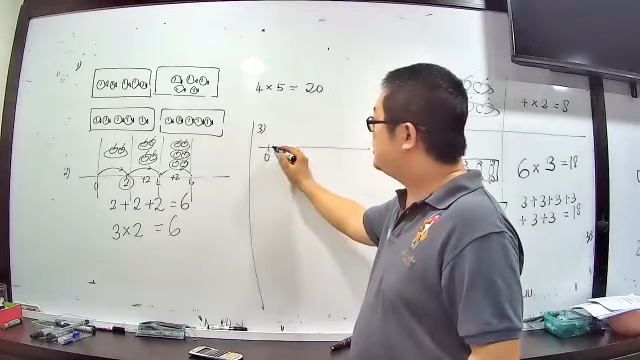 1)
4 × 5 = 20
2)
0 2 +2 4 +2 6
2 + 2 + 2 = 6
3 × 2 = 6
3)
0
4 × 2 = 8
6 × 3 = 18
3 + 3 + 3 + 3
+ 3 + 3 = 18